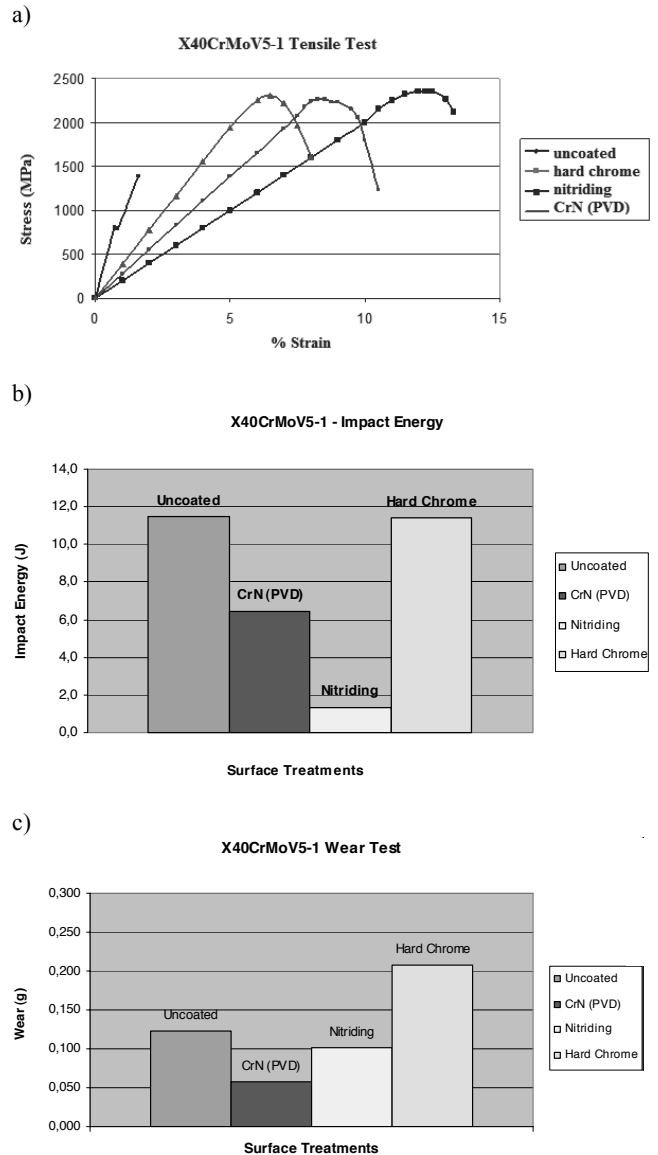 a)
X40CrMoV5-1 Tensile Test
2500
2000
1500
1000
500
0
0 5 10 15
Stress (MPa)
% Strain
uncoated
hard chrome
nitriding
CrN (PVD)
b)
X40CrMoV5-1 - Impact Energy
14,0
12,0
10,0
8,0
6,0
4,0
2,0
0,0
Impact Energy (J)
Uncoated
CrN (PVD)
Nitriding
Hard Chrome
Surface Treatments
Uncoated
CrN (PVD)
Nitriding
Hard Chrome
c)
X40CrMoV5-1 Wear Test
0,300
0,250
0,200
0,150
0,100
0,050
0,000
Wear (g)
Uncoated
CrN (PVD)
Nitriding
Hard Chrome
Surface Treatments
Uncoated
CrN (PVD)
Nitriding
Hard Chrome